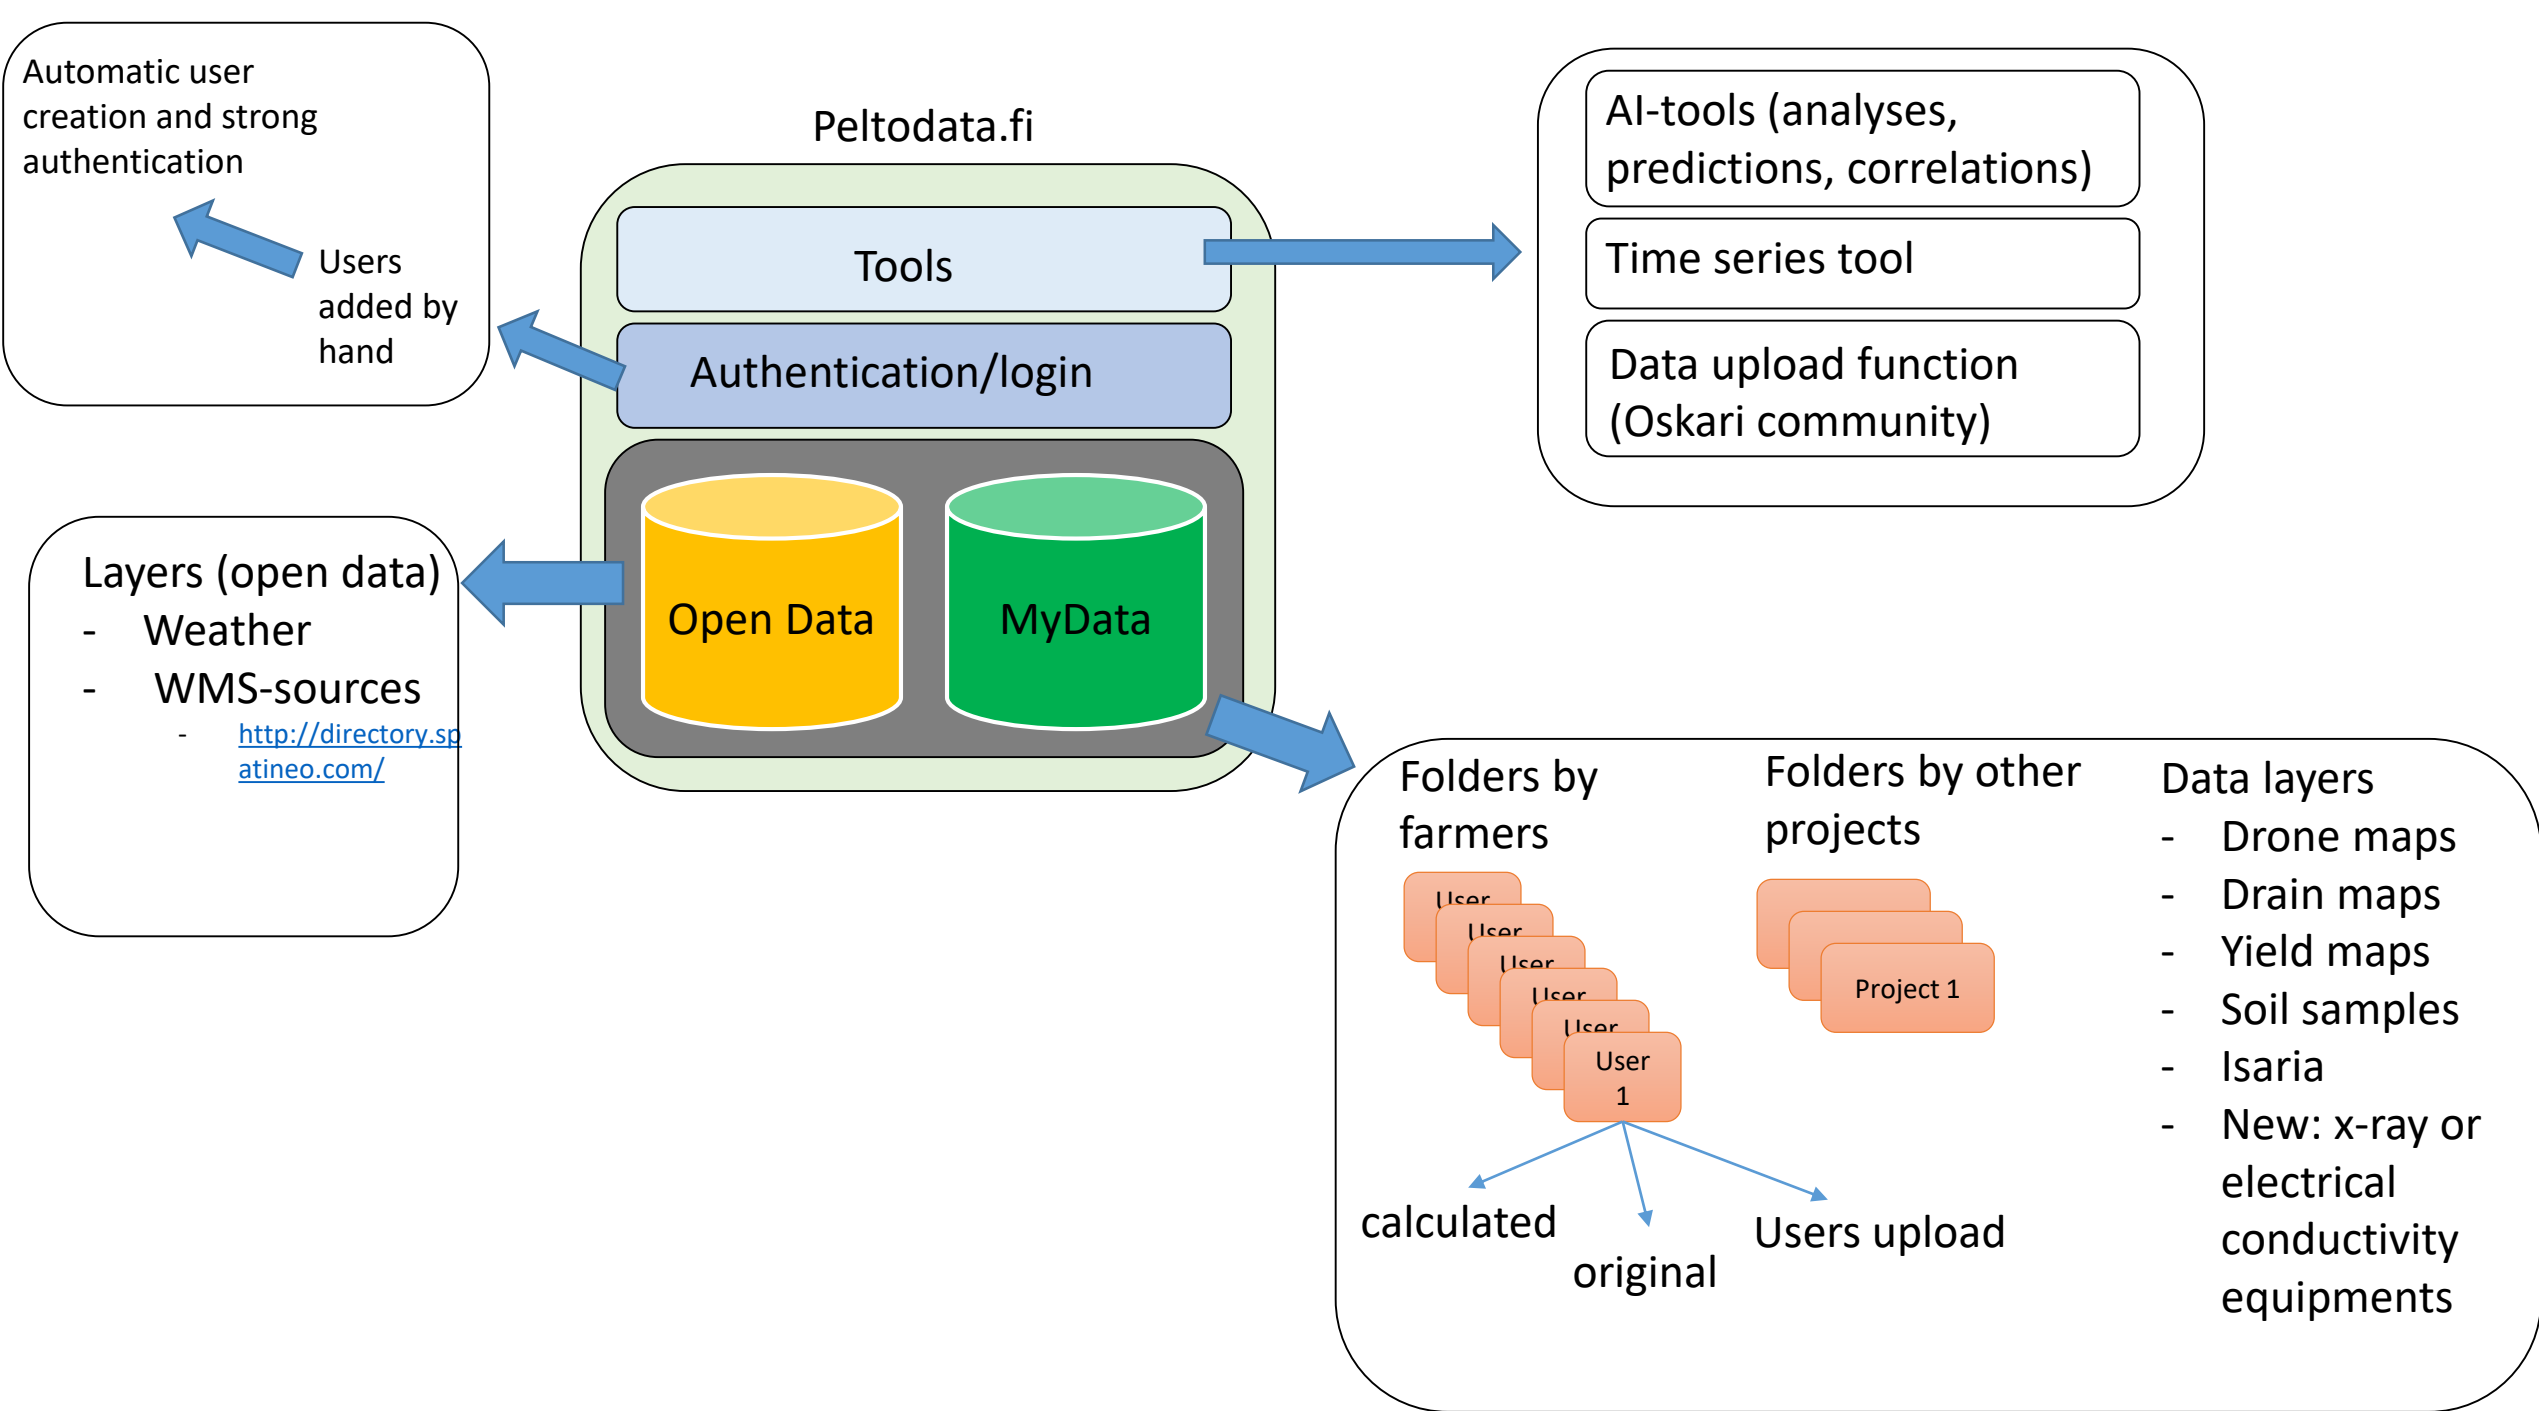 Automatic user
creation and strong
authentication
Users
added by
hand
Peltodata.fi
Tools
Authentication/login
Open Data
MyData
AI-tools (analyses,
predictions, correlations)
Time series tool
Data upload function
(Oskari community)
Layers (open data)
- Weather
- WMS-sources
- http://directory.sp
atineo.com/
Folders by
farmers
User
User
User
User
User
User
1
calculated
original
Users upload
Folders by other
projects
Project 1
Data layers
- Drone maps
- Drain maps
- Yield maps
- Soil samples
- Isaria
- New: x-ray or
electrical
conductivity
equipments